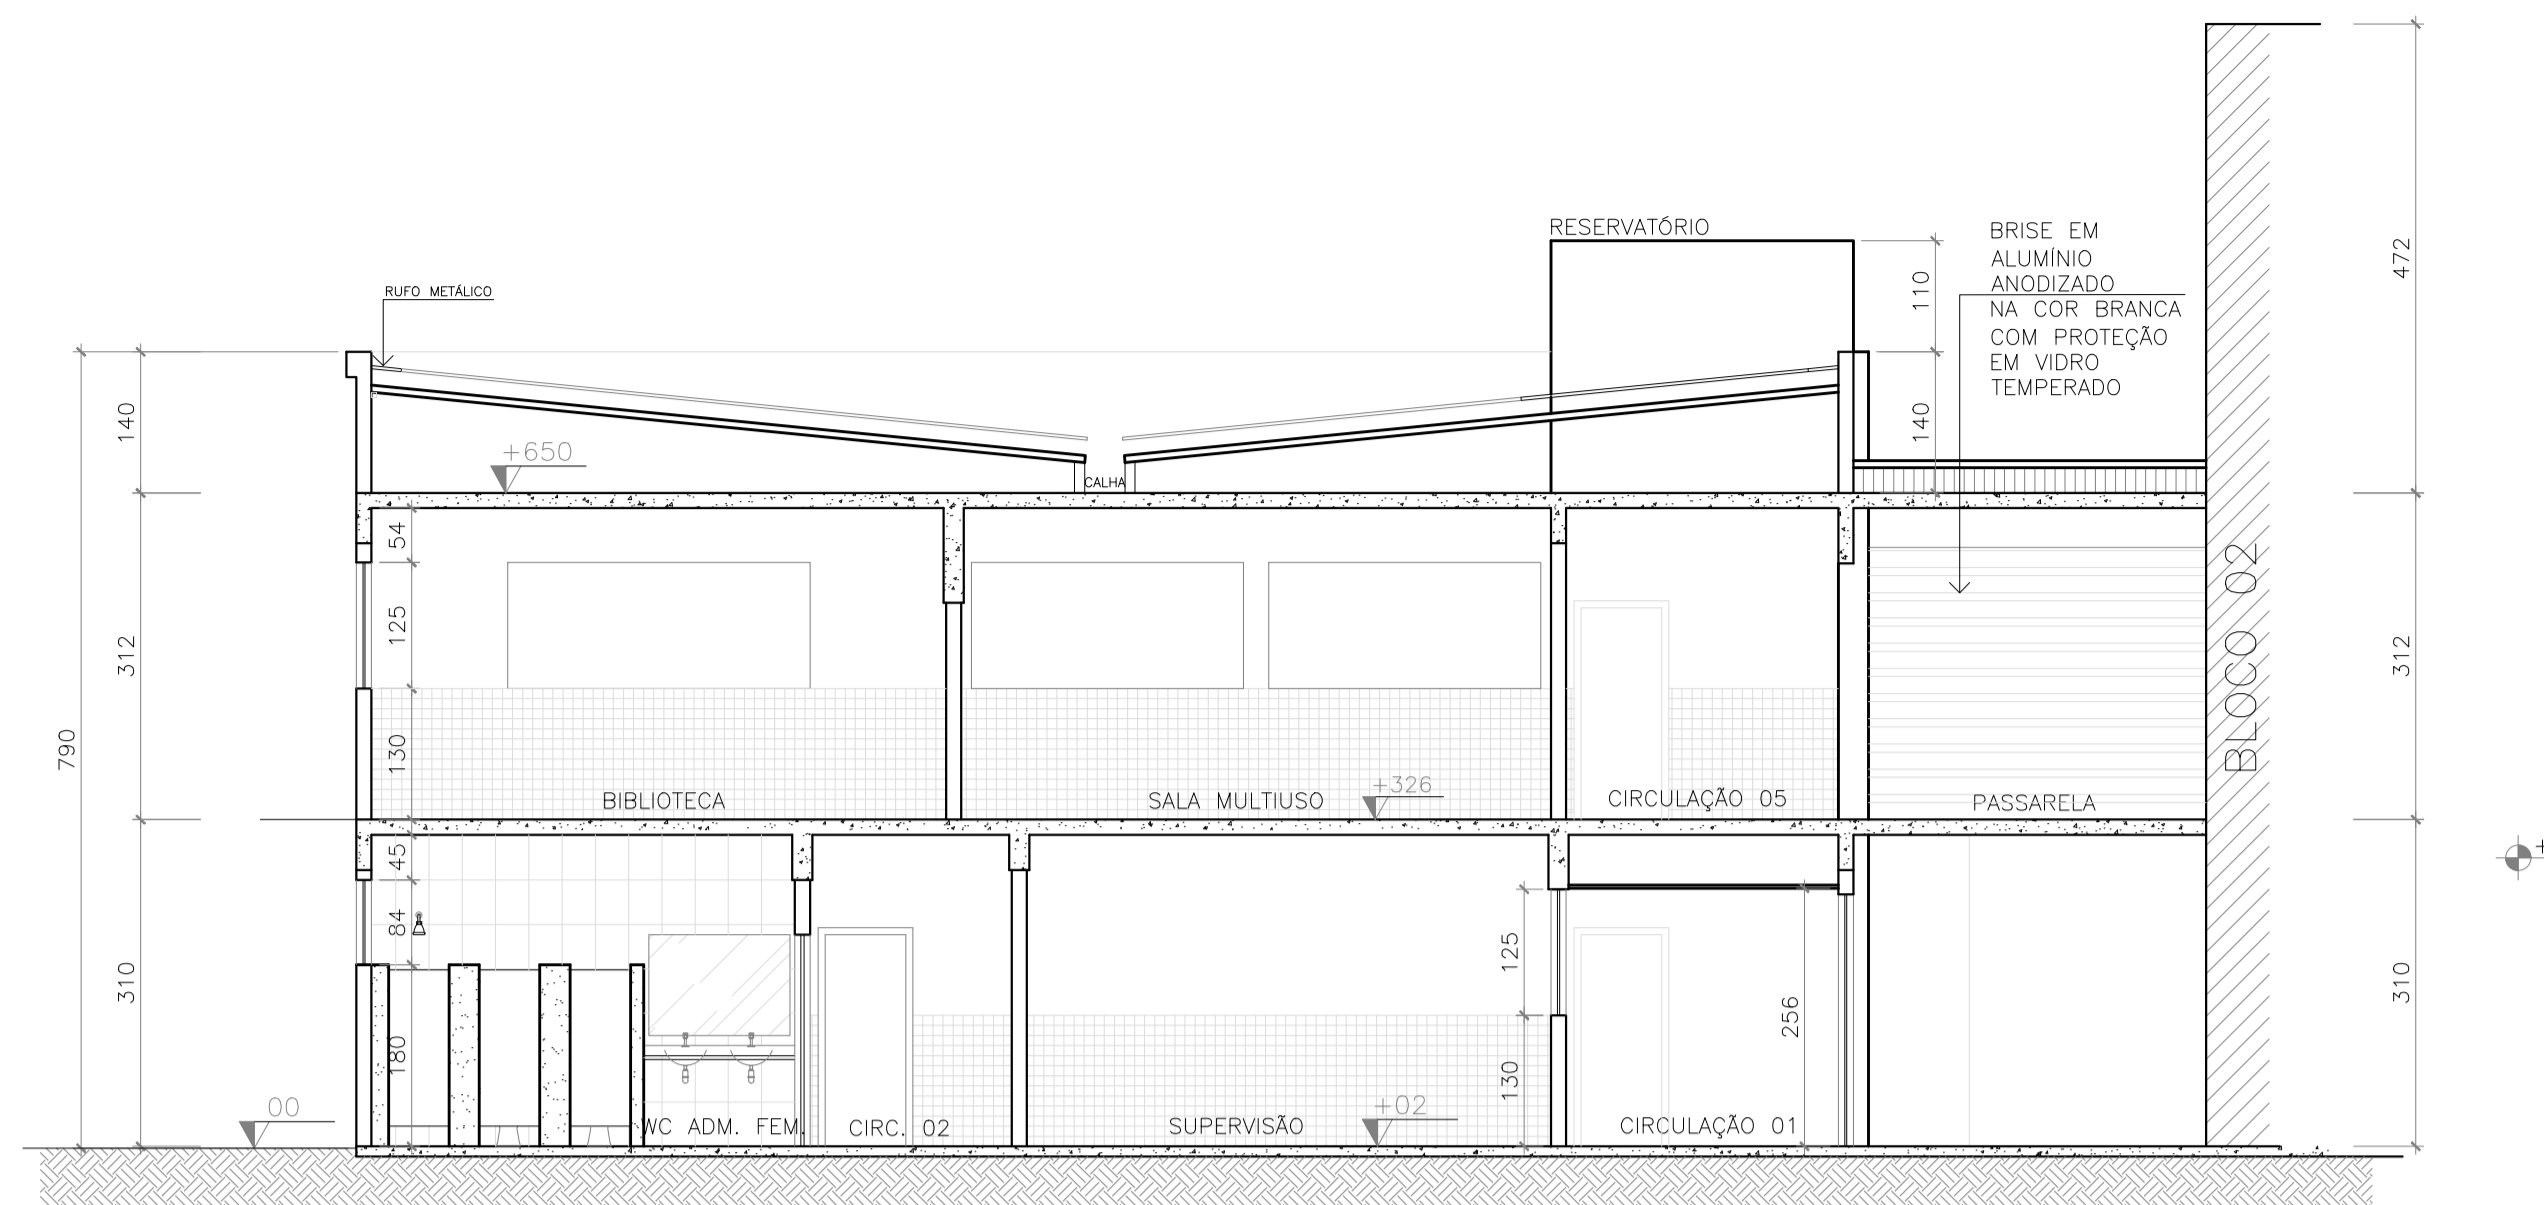 472
RESERVATÓRIO
BRISE EM
ALUMÍNIO
ANODIZADO
NA COR BRANCA
COM PROTEÇÃO
EM VIDRO
TEMPERADO
RUFO METÁLICO
110
140
140
+650
CALHA
54
125
130
312
312
790
BLOCO 02
BIBLIOTECA
SALA MULTIUSO
+326
CIRCULAÇÃO 05
PASSARELA
45
84
180
310
310
125
130
256
00
WC ADM. FEM.
CIRC. 02
SUPERVISÃO
+02
CIRCULAÇÃO 01
+